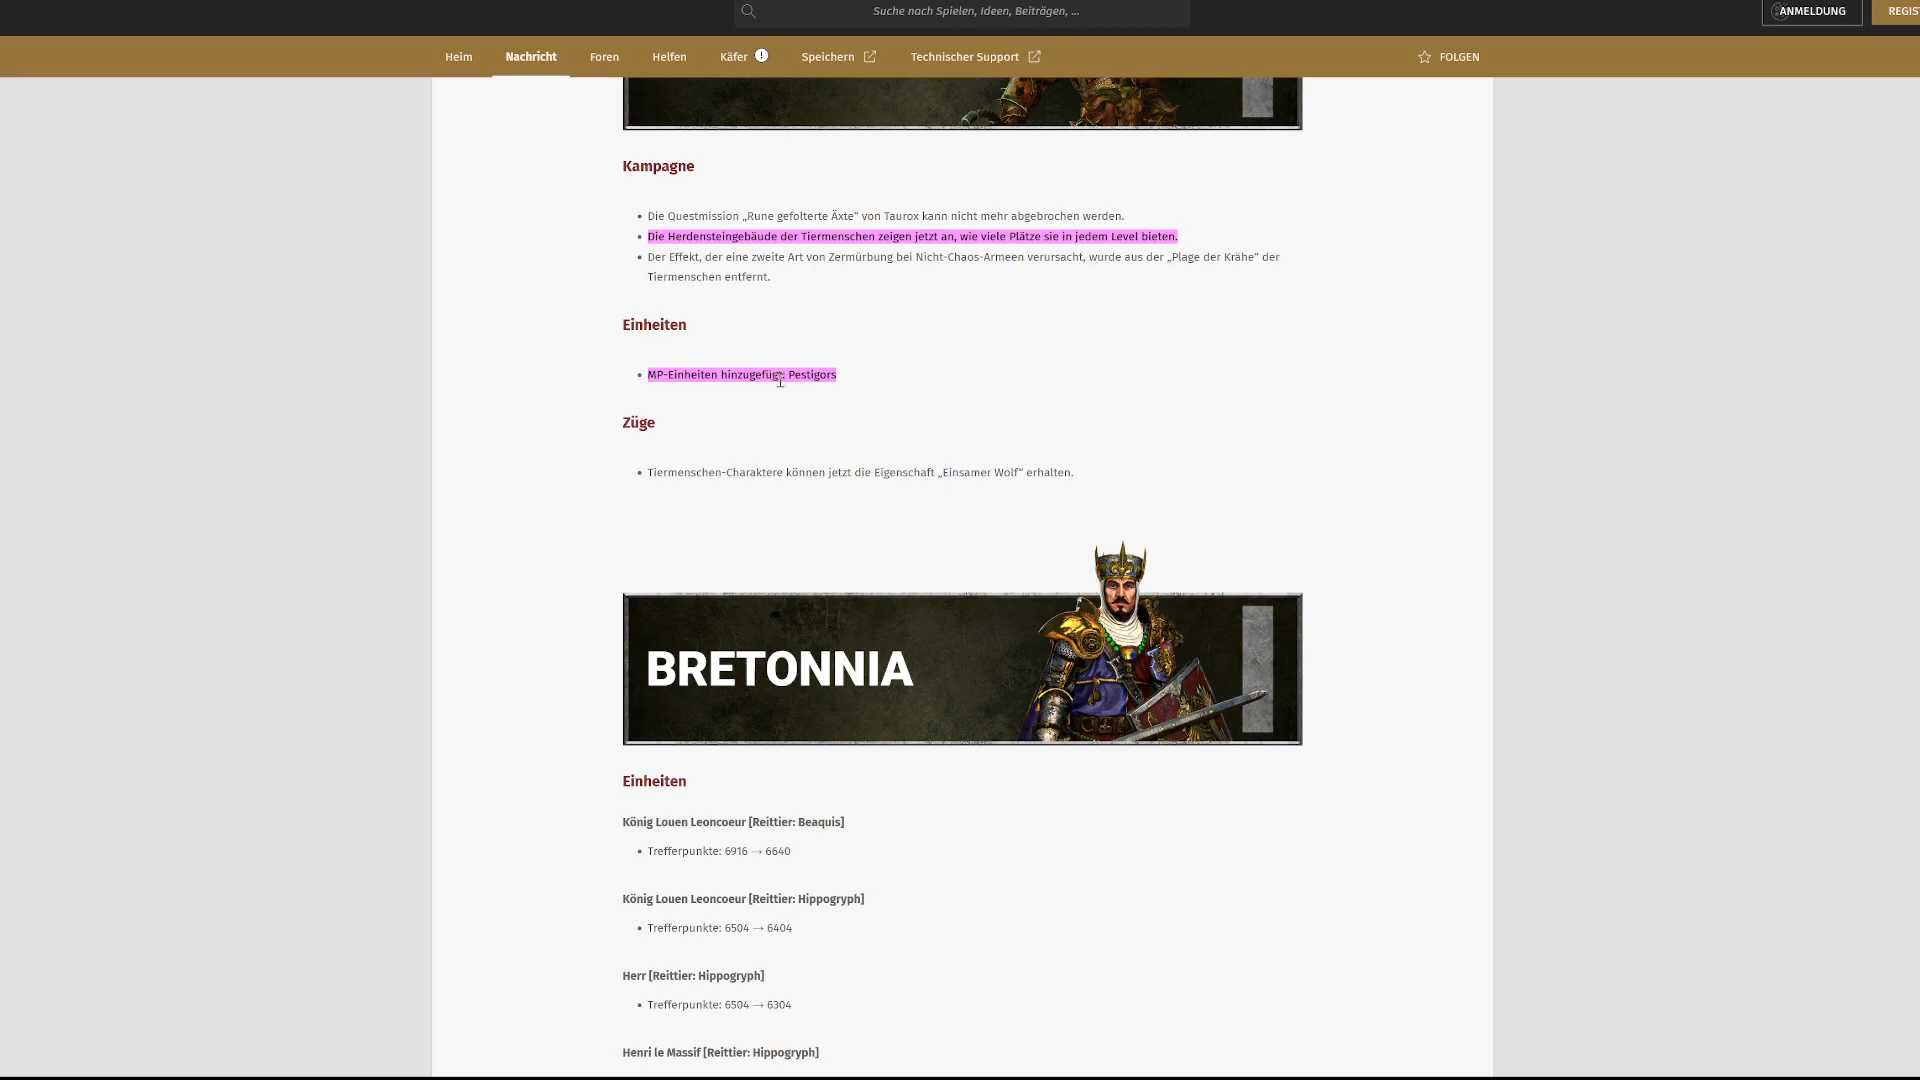 Suche nach Spielen, Ideen, Beiträgen, ...
ANMELDUNG
REGIS
Heim
Nachricht
Foren
Helfen
Käfer
Speichern
Technischer Support
FOLGEN
Kampagne
• Die Questmission „Rune gefolterte Äxte“ von Taurox kann nicht mehr abgebrochen werden.
• Die Herdensteingebäude der Tiermenschen zeigen jetzt an, wie viele Plätze sie in jedem Level bieten.
• Der Effekt, der eine zweite Art von Zermürbung bei Nicht-Chaos-Armeen verursacht, wurde aus der „Plage der Krähe“ der
Tiermenschen entfernt.
Einheiten
• MP-Einheiten hinzugefügt: Pestigors
Züge
• Tiermenschen-Charaktere können jetzt die Eigenschaft „Einsamer Wolf“ erhalten.
BRETONNIA
Einheiten
König Louen Leoncoeur [Reittier: Beaquis]
• Trefferpunkte: 6916 → 6640
König Louen Leoncoeur [Reittier: Hippogryph]
• Trefferpunkte: 6504 → 6404
Herr [Reittier: Hippogryph]
• Trefferpunkte: 6504 → 6304
Henri le Massif [Reittier: Hippogryph]